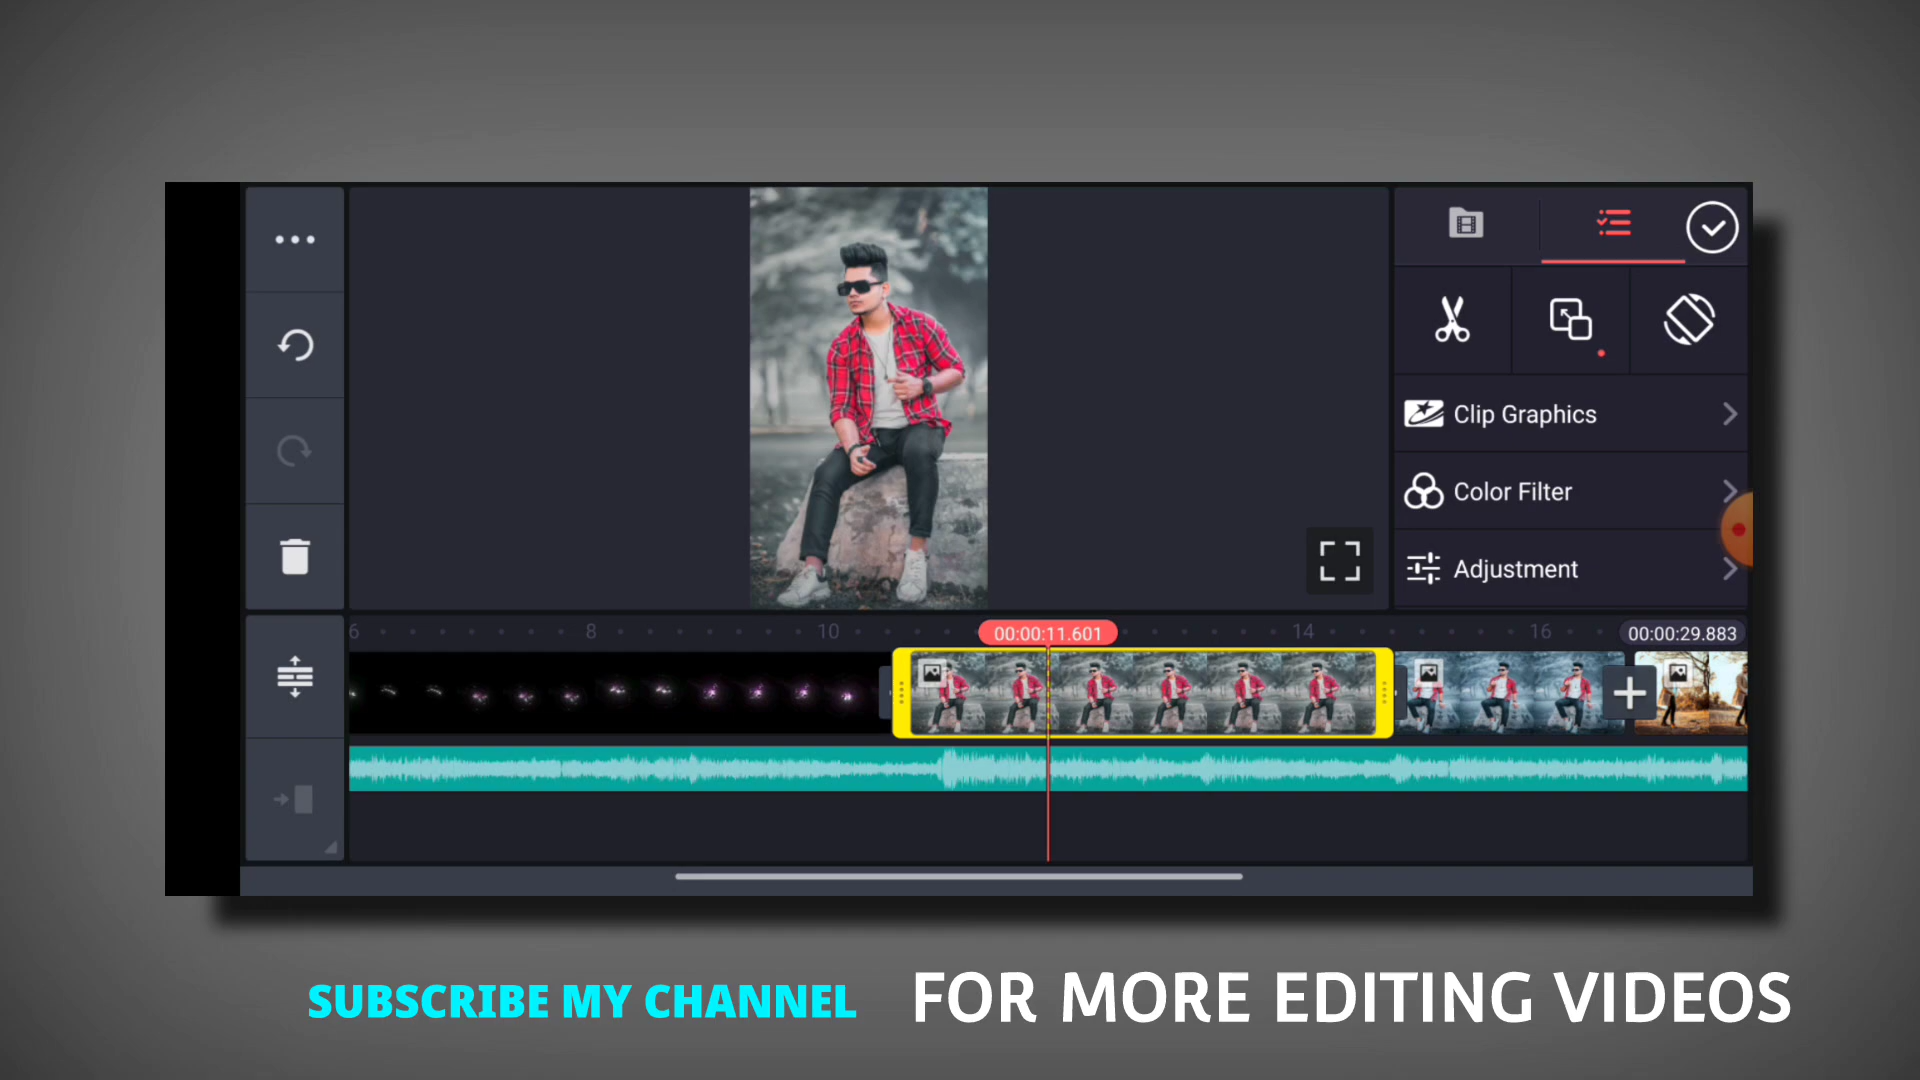 Clip Graphics
Color Filter
Adjustment
6 8 10 00:00:11.601 14 16 00:00:29.883
SUBSCRIBE MY CHANNEL FOR MORE EDITING VIDEOS